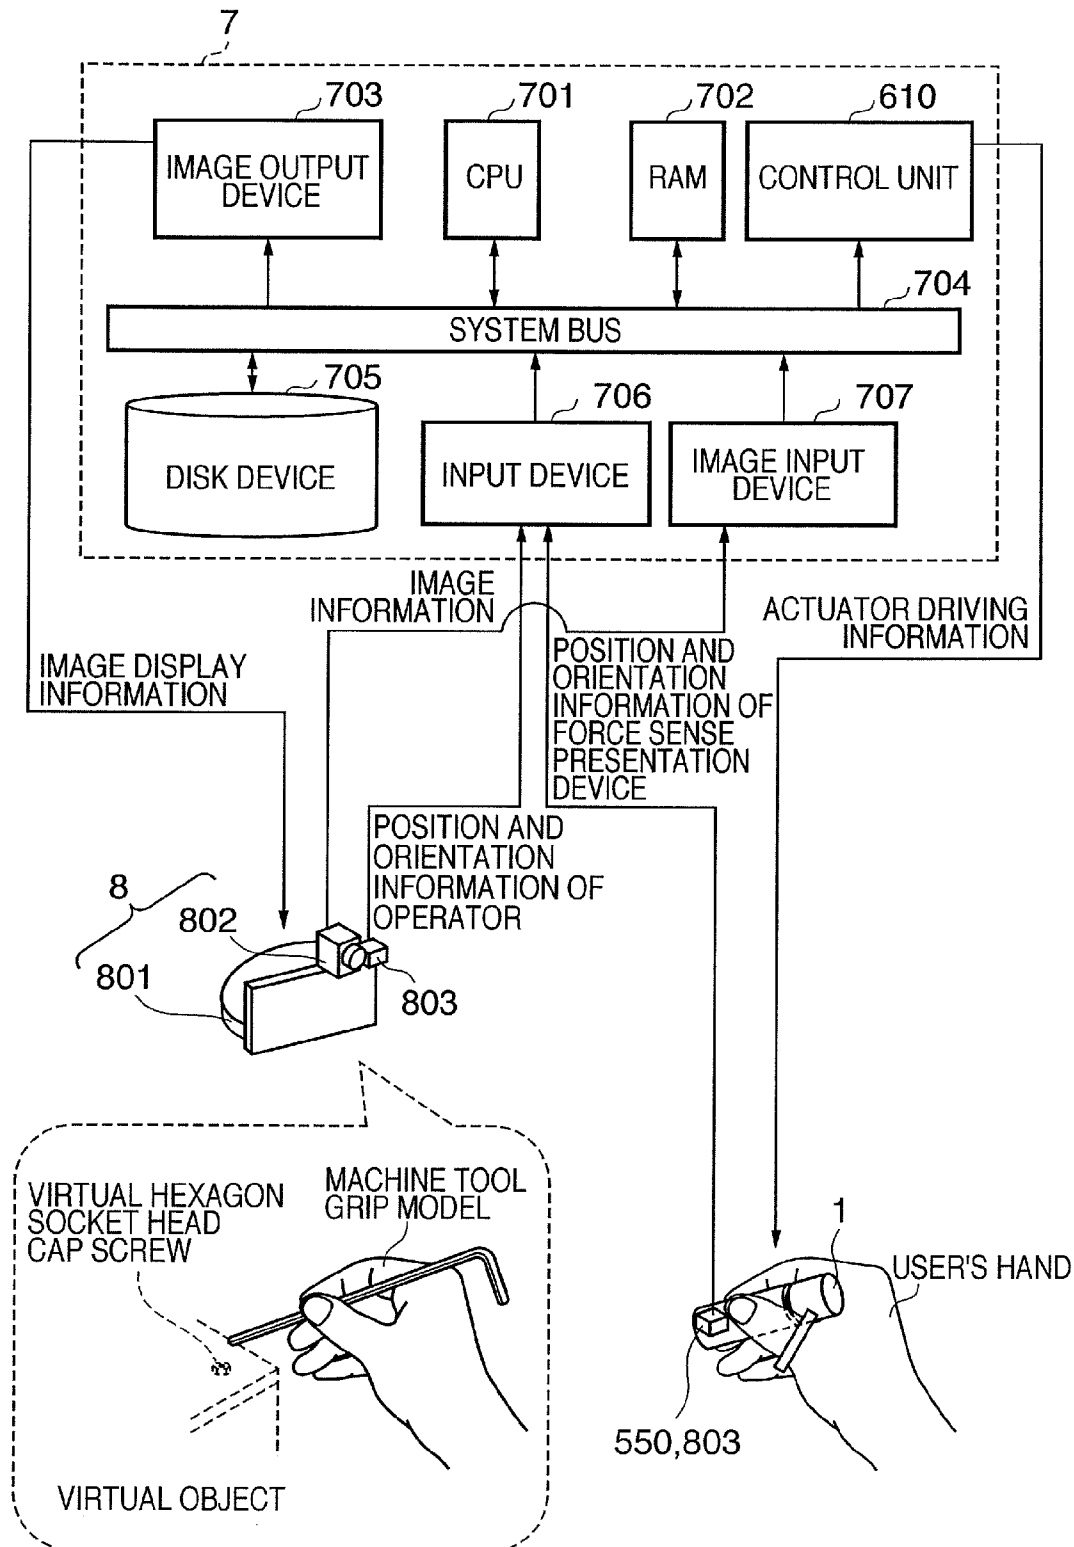 7
703
701
702
610
IMAGE OUTPUT
DEVICE
CPU
RAM
CONTROL UNIT
704
SYSTEM BUS
705
706
707
DISK DEVICE
INPUT DEVICE
IMAGE INPUT
DEVICE
IMAGE
INFORMATION
ACTUATOR DRIVING
INFORMATION
IMAGE DISPLAY
INFORMATION
POSITION AND
ORIENTATION
INFORMATION OF
FORCE SENSE
PRESENTATION
DEVICE
POSITION AND
ORIENTATION
INFORMATION OF
OPERATOR
8
802
801
803
MACHINE TOOL
GRIP MODEL
VIRTUAL HEXAGON
SOCKET HEAD
CAP SCREW
1
USER'S HAND
550,803
VIRTUAL OBJECT